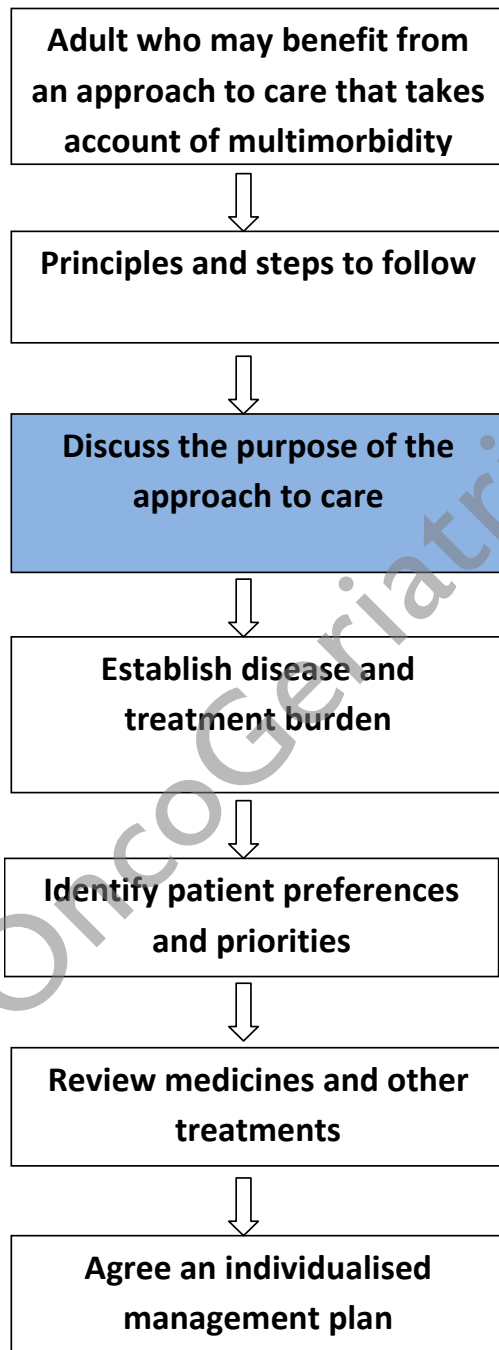 Adult who may benefit from
an approach to care that takes
account of multimorbidity
Principles and steps to follow
Discuss the purpose of the
approach to care
Establish disease and
treatment burden
Identify patient preferences
and priorities
Review medicines and other
treatments
Agree an individualised
management plan
OncoGeriatri